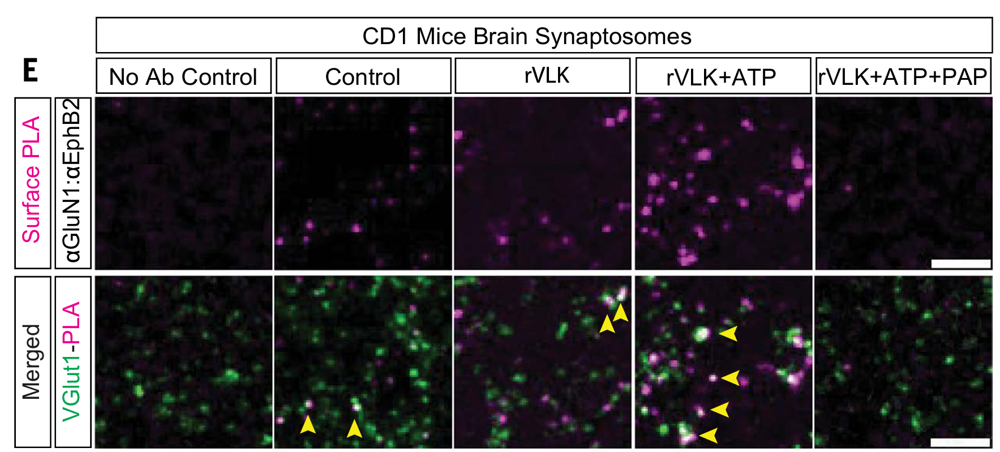 CD1 Mice Brain Synaptosomes
E
No Ab Control
Control
rVLK
rVLK+ATP
rVLK+ATP+PAP
Surface PLA
αGluN1:αEphB2
Merged
VGlut1-PLA